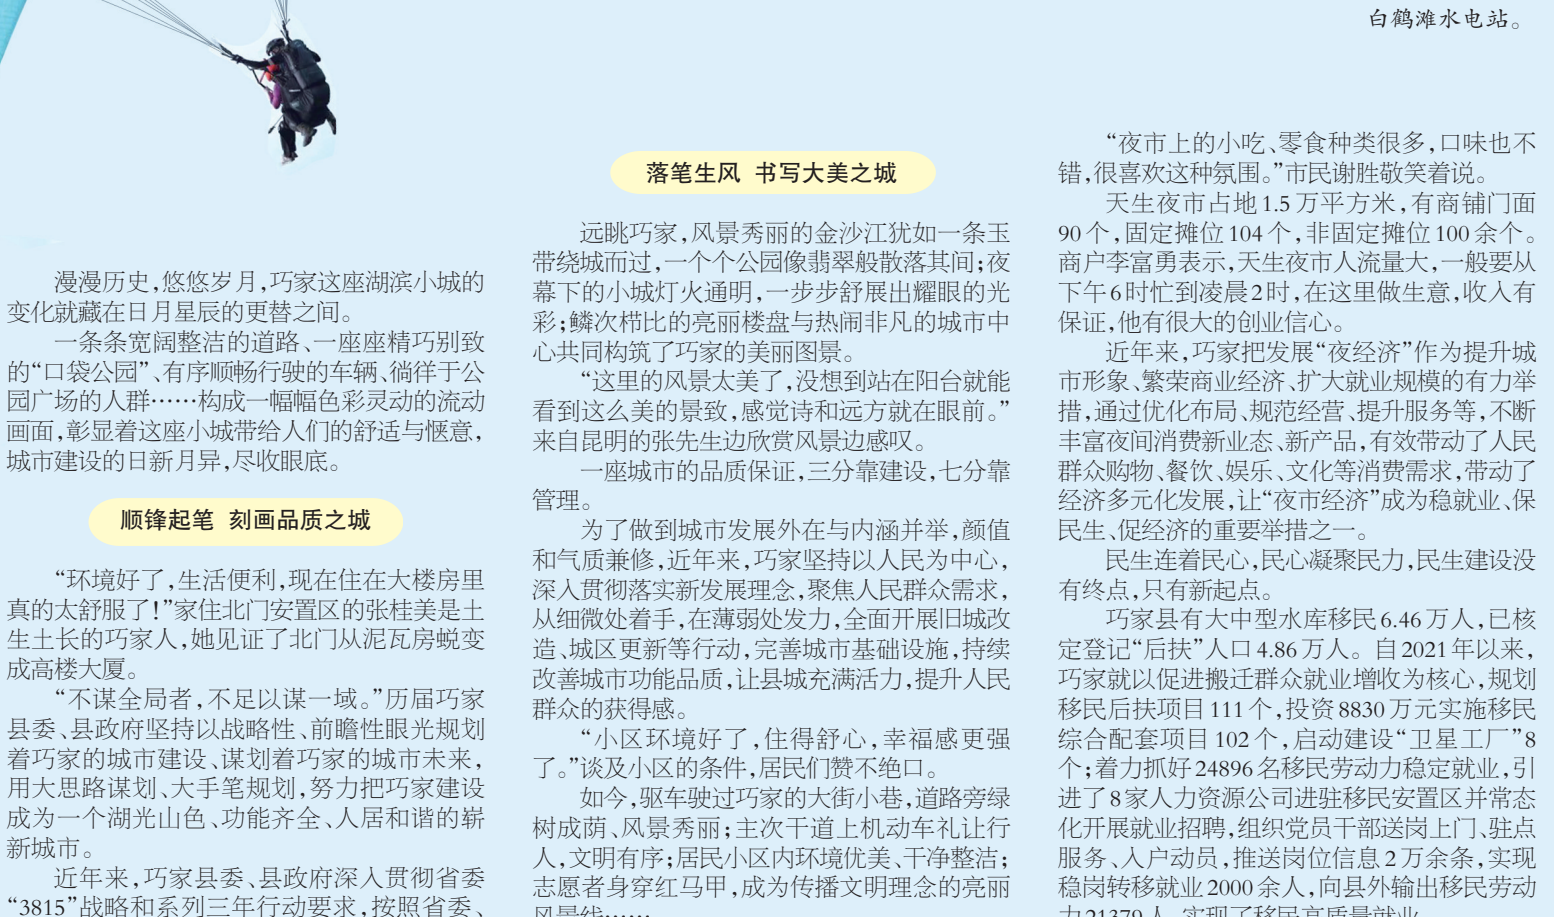 白鹤滩水电站。
漫漫历史,悠悠岁月,巧家这座湖滨小城的
变化就藏在日月星辰的更替之间。
一条条宽阔整洁的道路、一座座精巧别致
的“口袋公园”、有序顺畅行驶的车辆、徜徉于公
园广场的人群……构成一幅幅色彩灵动的流动
画面,彰显着这座小城带给人们的舒适与惬意,
城市建设的日新月异,尽收眼底。
顺锋起笔 刻画品质之城
“环境好了,生活便利,现在住在大楼房里
真的太舒服了!”家住北门安置区的张桂美是土
生土长的巧家人,她见证了北门从泥瓦房蜕变
成高楼大厦。
“不谋全局者,不足以谋一域。”历届巧家
县委、县政府坚持以战略性、前瞻性眼光规划
着巧家的城市建设、谋划着巧家的城市未来,
用大思路谋划、大手笔规划,努力把巧家建设
成为一个湖光山色、功能齐全、人居和谐的崭
新城市。
近年来,巧家县委、县政府深入贯彻省委
“3815”战略和系列三年行动要求,按照省委、
落笔生风 书写大美之城
远眺巧家,风景秀丽的金沙江犹如一条玉
带绕城而过,一个个公园像翡翠般散落其间;夜
幕下的小城灯火通明,一步步舒展出耀眼的光
彩;鳞次栉比的亮丽楼盘与热闹非凡的城市中
心共同构筑了巧家的美丽图景。
“这里的风景太美了,没想到站在阳台就能
看到这么美的景致,感觉诗和远方就在眼前。”
来自昆明的张先生边欣赏风景边感叹。
一座城市的品质保证,三分靠建设,七分靠
管理。
为了做到城市发展外在与内涵并举,颜值
和气质兼修,近年来,巧家坚持以人民为中心,
深入贯彻落实新发展理念,聚焦人民群众需求,
从细微处着手,在薄弱处发力,全面开展旧城改
造、城区更新等行动,完善城市基础设施,持续
改善城市功能品质,让县城充满活力,提升人民
群众的获得感。
“小区环境好了,住得舒心,幸福感更强
了。”谈及小区的条件,居民们赞不绝口。
如今,驱车驶过巧家的大街小巷,道路旁绿
树成荫、风景秀丽;主次干道上机动车礼让行
人,文明有序;居民小区内环境优美、干净整洁;
志愿者身穿红马甲,成为传播文明理念的亮丽
风景线……
“夜市上的小吃、零食种类很多,口味也不
错,很喜欢这种氛围。”市民谢胜敬笑着说。
天生夜市占地1.5万平方米,有商铺门面
90个,固定摊位104个,非固定摊位100余个。
商户李富勇表示,天生夜市人流量大,一般要从
下午6时忙到凌晨2时,在这里做生意,收入有
保证,他有很大的创业信心。
近年来,巧家把发展“夜经济”作为提升城
市形象、繁荣商业经济、扩大就业规模的有力举
措,通过优化布局、规范经营、提升服务等,不断
丰富夜间消费新业态、新产品,有效带动了人民
群众购物、餐饮、娱乐、文化等消费需求,带动了
经济多元化发展,让“夜市经济”成为稳就业、保
民生、促经济的重要举措之一。
民生连着民心,民心凝聚民力,民生建设没
有终点,只有新起点。
巧家县有大中型水库移民6.46万人,已核
定登记“后扶”人口4.86万人。自2021年以来,
巧家就以促进搬迁群众就业增收为核心,规划
移民后扶项目111个,投资8830万元实施移民
综合配套项目102个,启动建设“卫星工厂”8
个;着力抓好24896名移民劳动力稳定就业,引
进了8家人力资源公司进驻移民安置区并常态
化开展就业招聘,组织党员干部送岗上门、驻点
服务、入户动员,推送岗位信息2万余条,实现
稳岗转移就业2000余人,向县外输出移民劳动
力21379人,实现了移民高质量就业。